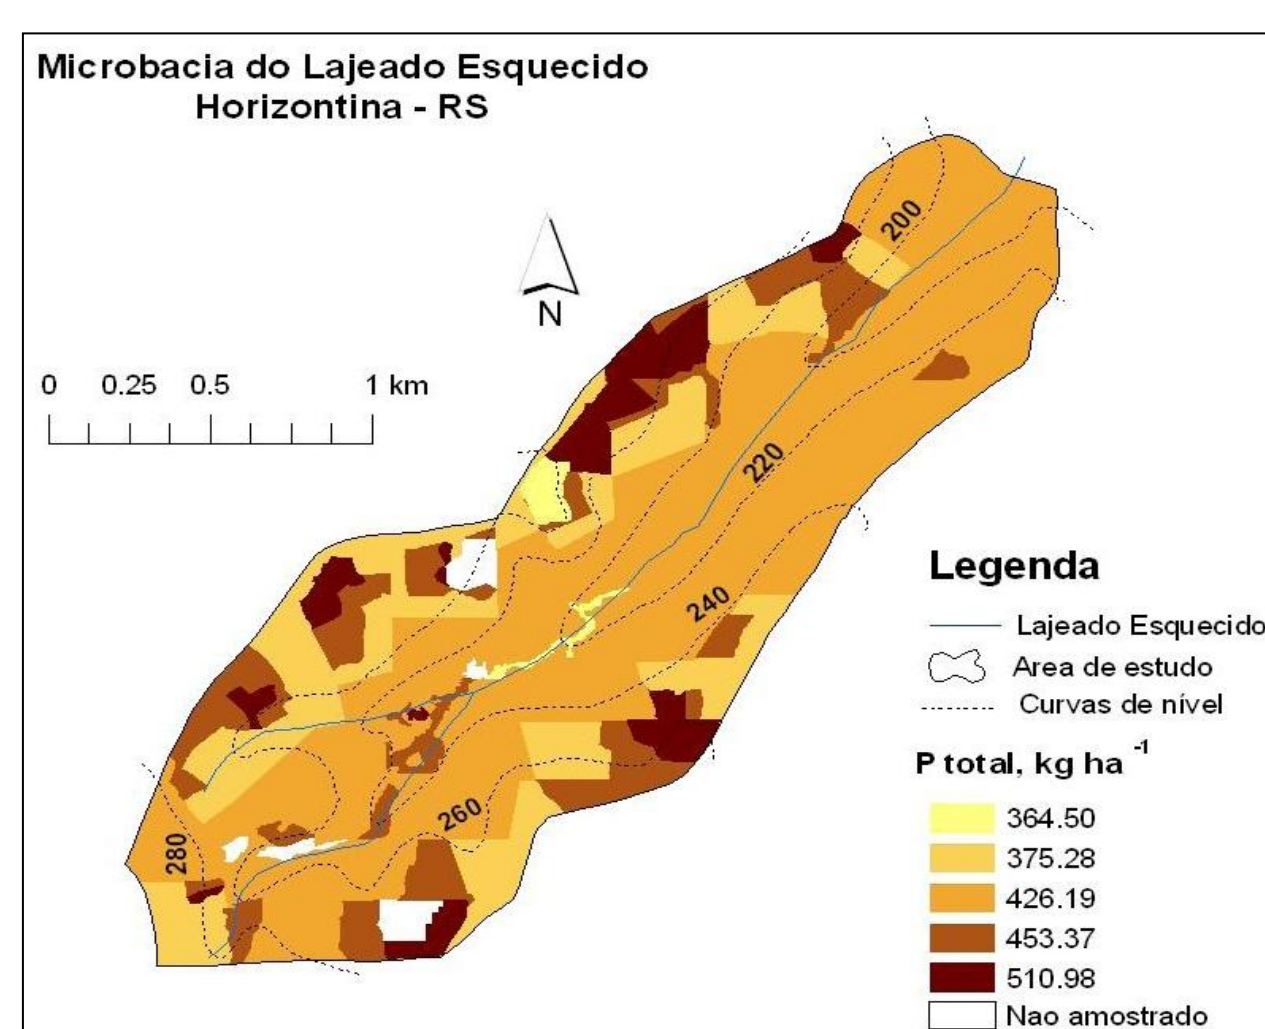 Microbacia do Lajeado Esquecido
Horizontina - RS
N
0 0.25 0.5 1 km
200
220
240
260
280
Legenda
Lajeado Esquecido
Area de estudo
Curvas de nível
P total, kg ha -1
364.50
375.28
426.19
453.37
510.98
Nao amostrado